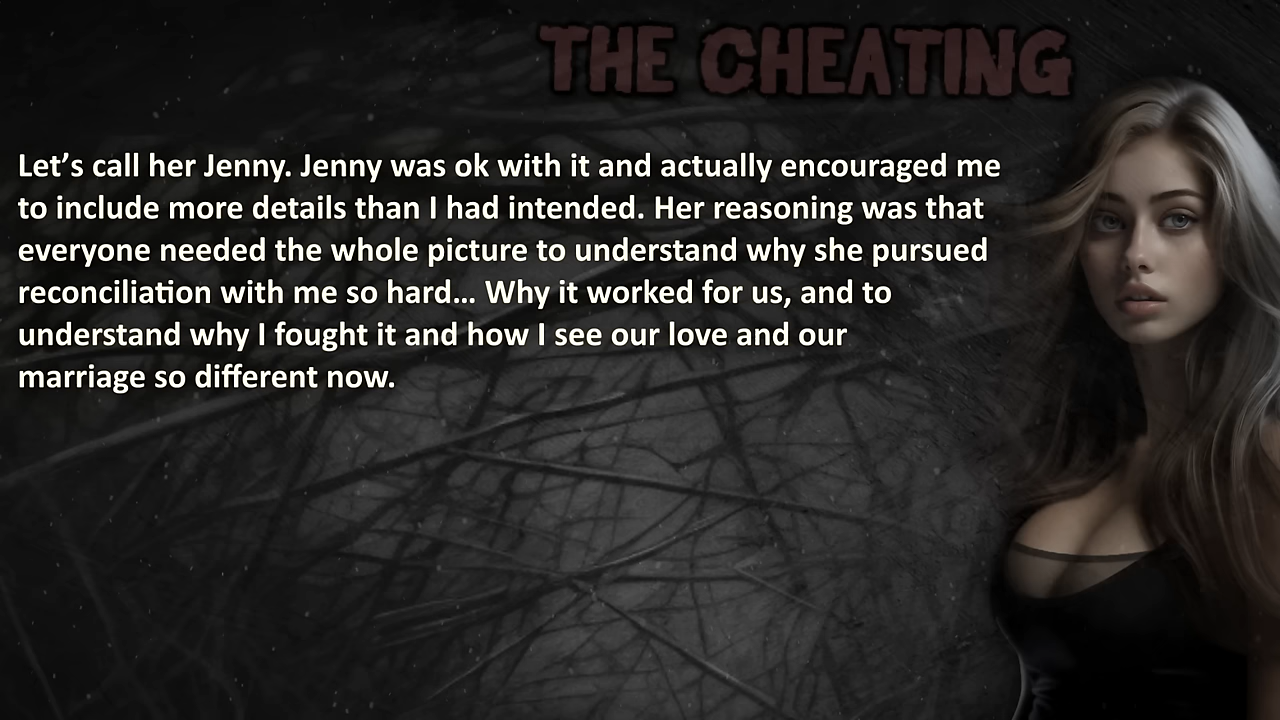 THE CHEATING
Let’s call her Jenny. Jenny was ok with it and actually encouraged me
to include more details than I had intended. Her reasoning was that
everyone needed the whole picture to understand why she pursued
reconciliation with me so hard… Why it worked for us, and to
understand why I fought it and how I see our love and our
marriage so different now.